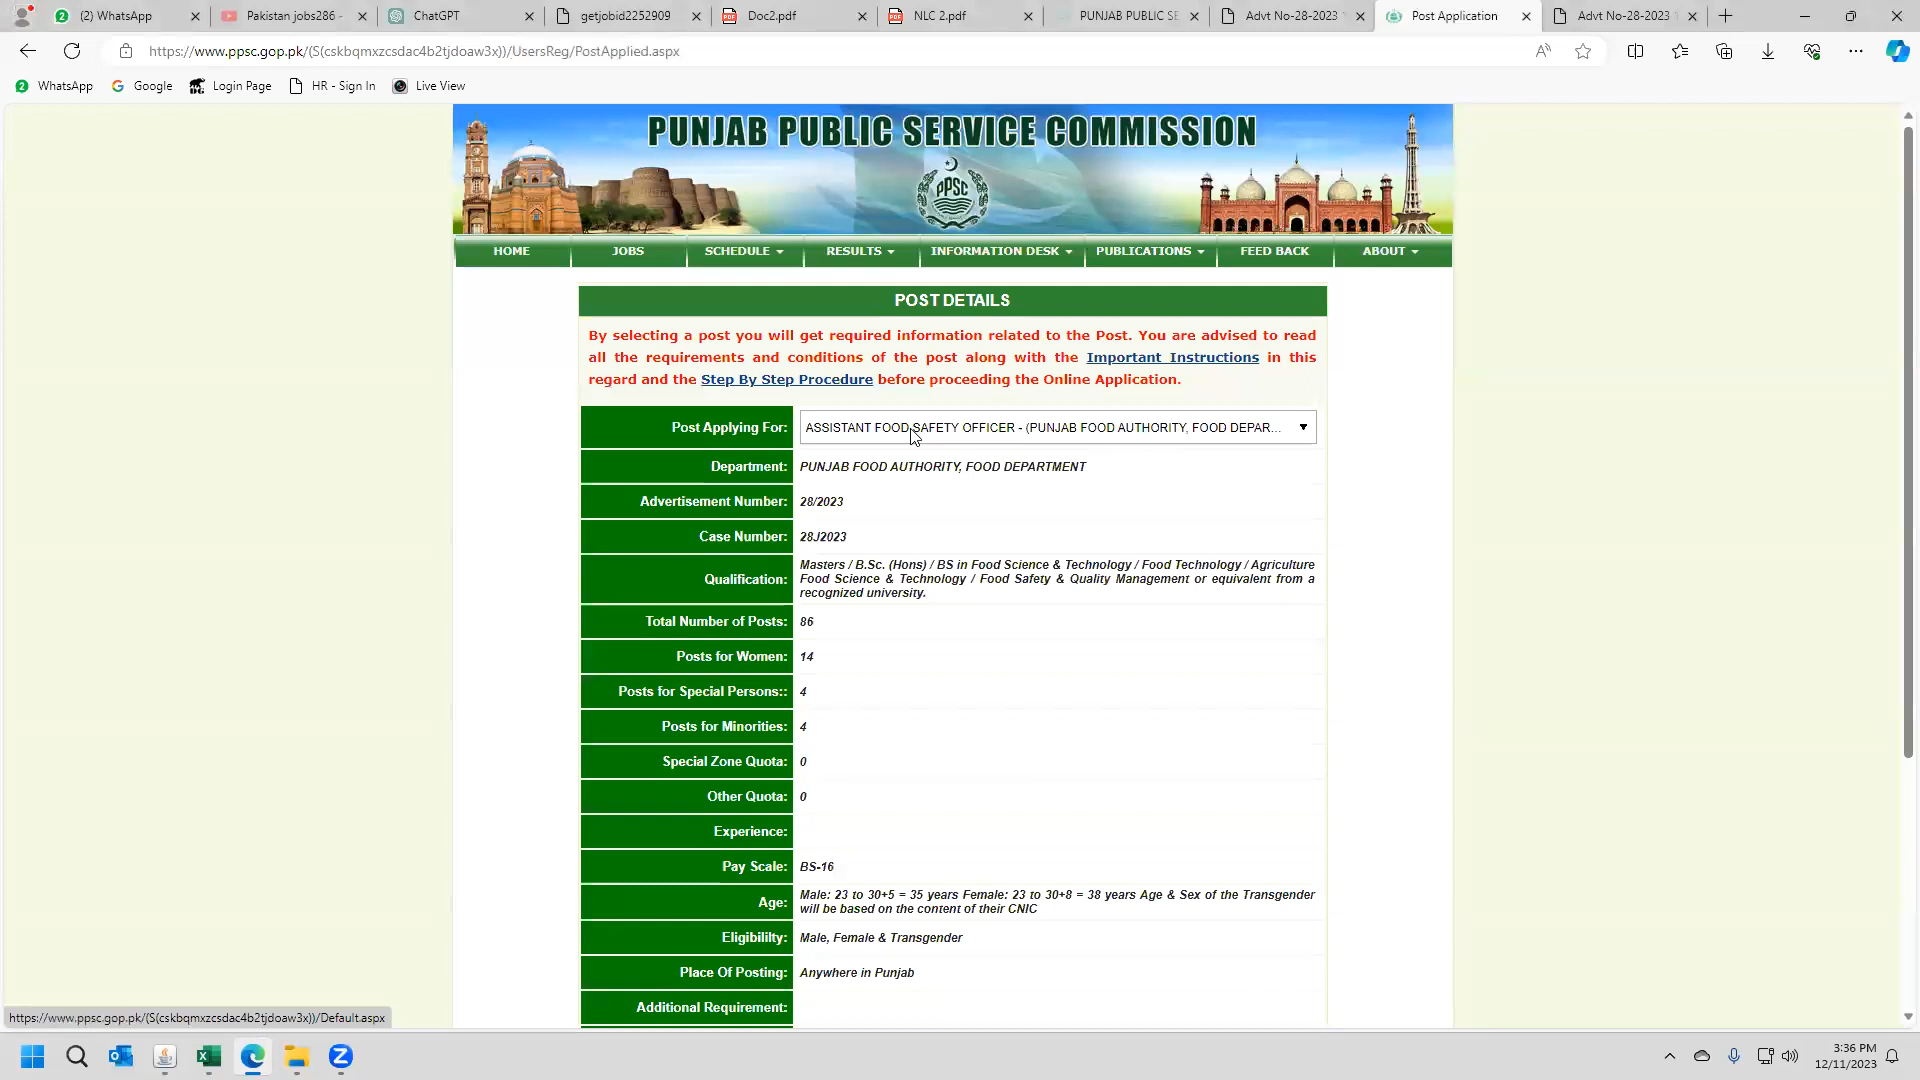 (2) WhatsApp
Pakistan jobs286 -
ChatGPT
getjobid2252909
Doc2.pdf
NLC 2.pdf
PUNJAB PUBLIC SE
Advt No-28-2023
Post Application
Advt No-28-2023
https://www.ppsc.gop.pk/(S(cskbqmxzcsdac4b2tjdoaw3x))/UsersReg/PostApplied.aspx
WhatsApp
Google
Login Page
HR - Sign In
Live View
PUNJAB PUBLIC SERVICE COMMISSION
PPSC
HOME
JOBS
SCHEDULE
RESULTS
INFORMATION DESK
PUBLICATIONS
FEED BACK
ABOUT
POST DETAILS
By selecting a post you will get required information related to the Post. You are advised to read
all the requirements and conditions of the post along with the Important Instructions in this
regard and the Step By Step Procedure before proceeding the Online Application.
Post Applying For: ASSISTANT FOOD SAFETY OFFICER - (PUNJAB FOOD AUTHORITY, FOOD DEPAR...
Department: PUNJAB FOOD AUTHORITY, FOOD DEPARTMENT
Advertisement Number: 28/2023
Case Number: 28J2023
Qualification: Masters / B.Sc. (Hons) / BS in Food Science & Technology / Food Technology / Agriculture
Food Science & Technology / Food Safety & Quality Management or equivalent from a
recognized university.
Total Number of Posts: 86
Posts for Women: 14
Posts for Special Persons:: 4
Posts for Minorities: 4
Special Zone Quota: 0
Other Quota: 0
Experience:
Pay Scale: BS-16
Age: Male: 23 to 30+5 = 35 years Female: 23 to 30+8 = 38 years Age & Sex of the Transgender
will be based on the content of their CNIC
Eligibililty: Male, Female & Transgender
Place Of Posting: Anywhere in Punjab
Additional Requirement:
https://www.ppsc.gop.pk/(S(cskbqmxzcsdac4b2tjdoaw3x))/Default.aspx
3:36 PM
12/11/2023